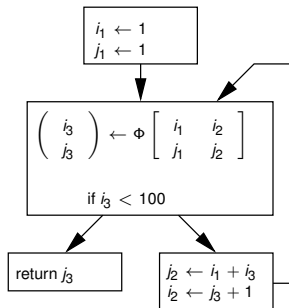 i₁ ← 1
j₁ ← 1
( i₃ j₃ ) ← Φ [ i₁ i₂ j₁ j₂ ]
if i₃ < 100
return j₃
j₂ ← i₁ + i₃
i₂ ← j₃ + 1